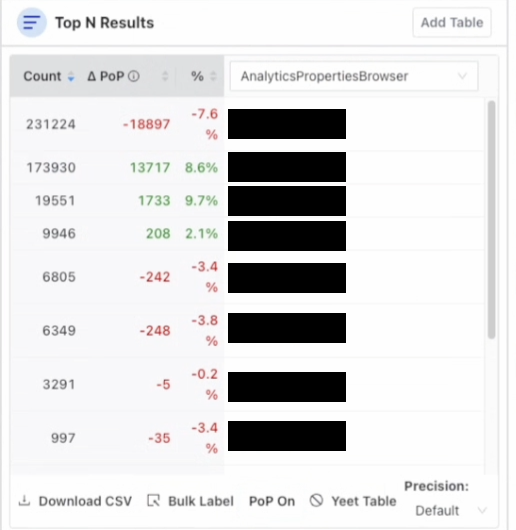 Top N Results
Add Table
Count Δ PoP % AnalyticsPropertiesBrowser
231224 -18897 -7.6
%
173930 13717 8.6%
19551 1733 9.7%
9946 208 2.1%
6805 -242 -3.4
%
6349 -248 -3.8
%
3291 -5 -0.2
%
997 -35 -3.4
%
Download CSV Bulk Label PoP On Yeet Table Precision:
Default